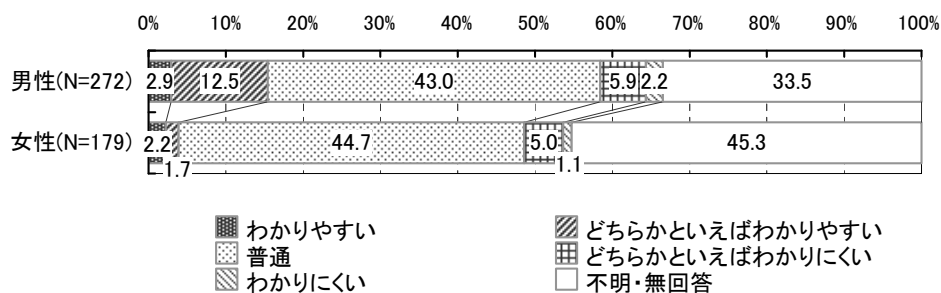 0% 10% 20% 30% 40% 50% 60% 70% 80% 90% 100%
男性(N=272) 2.9 12.5 43.0 5.9 2.2 33.5
女性(N=179) 2.2 1.7 44.7 5.0 1.1 45.3
わかりやすい どちらかといえばわかりやすい
普通 どちらかといえばわかりにくい
わかりにくい 不明・無回答